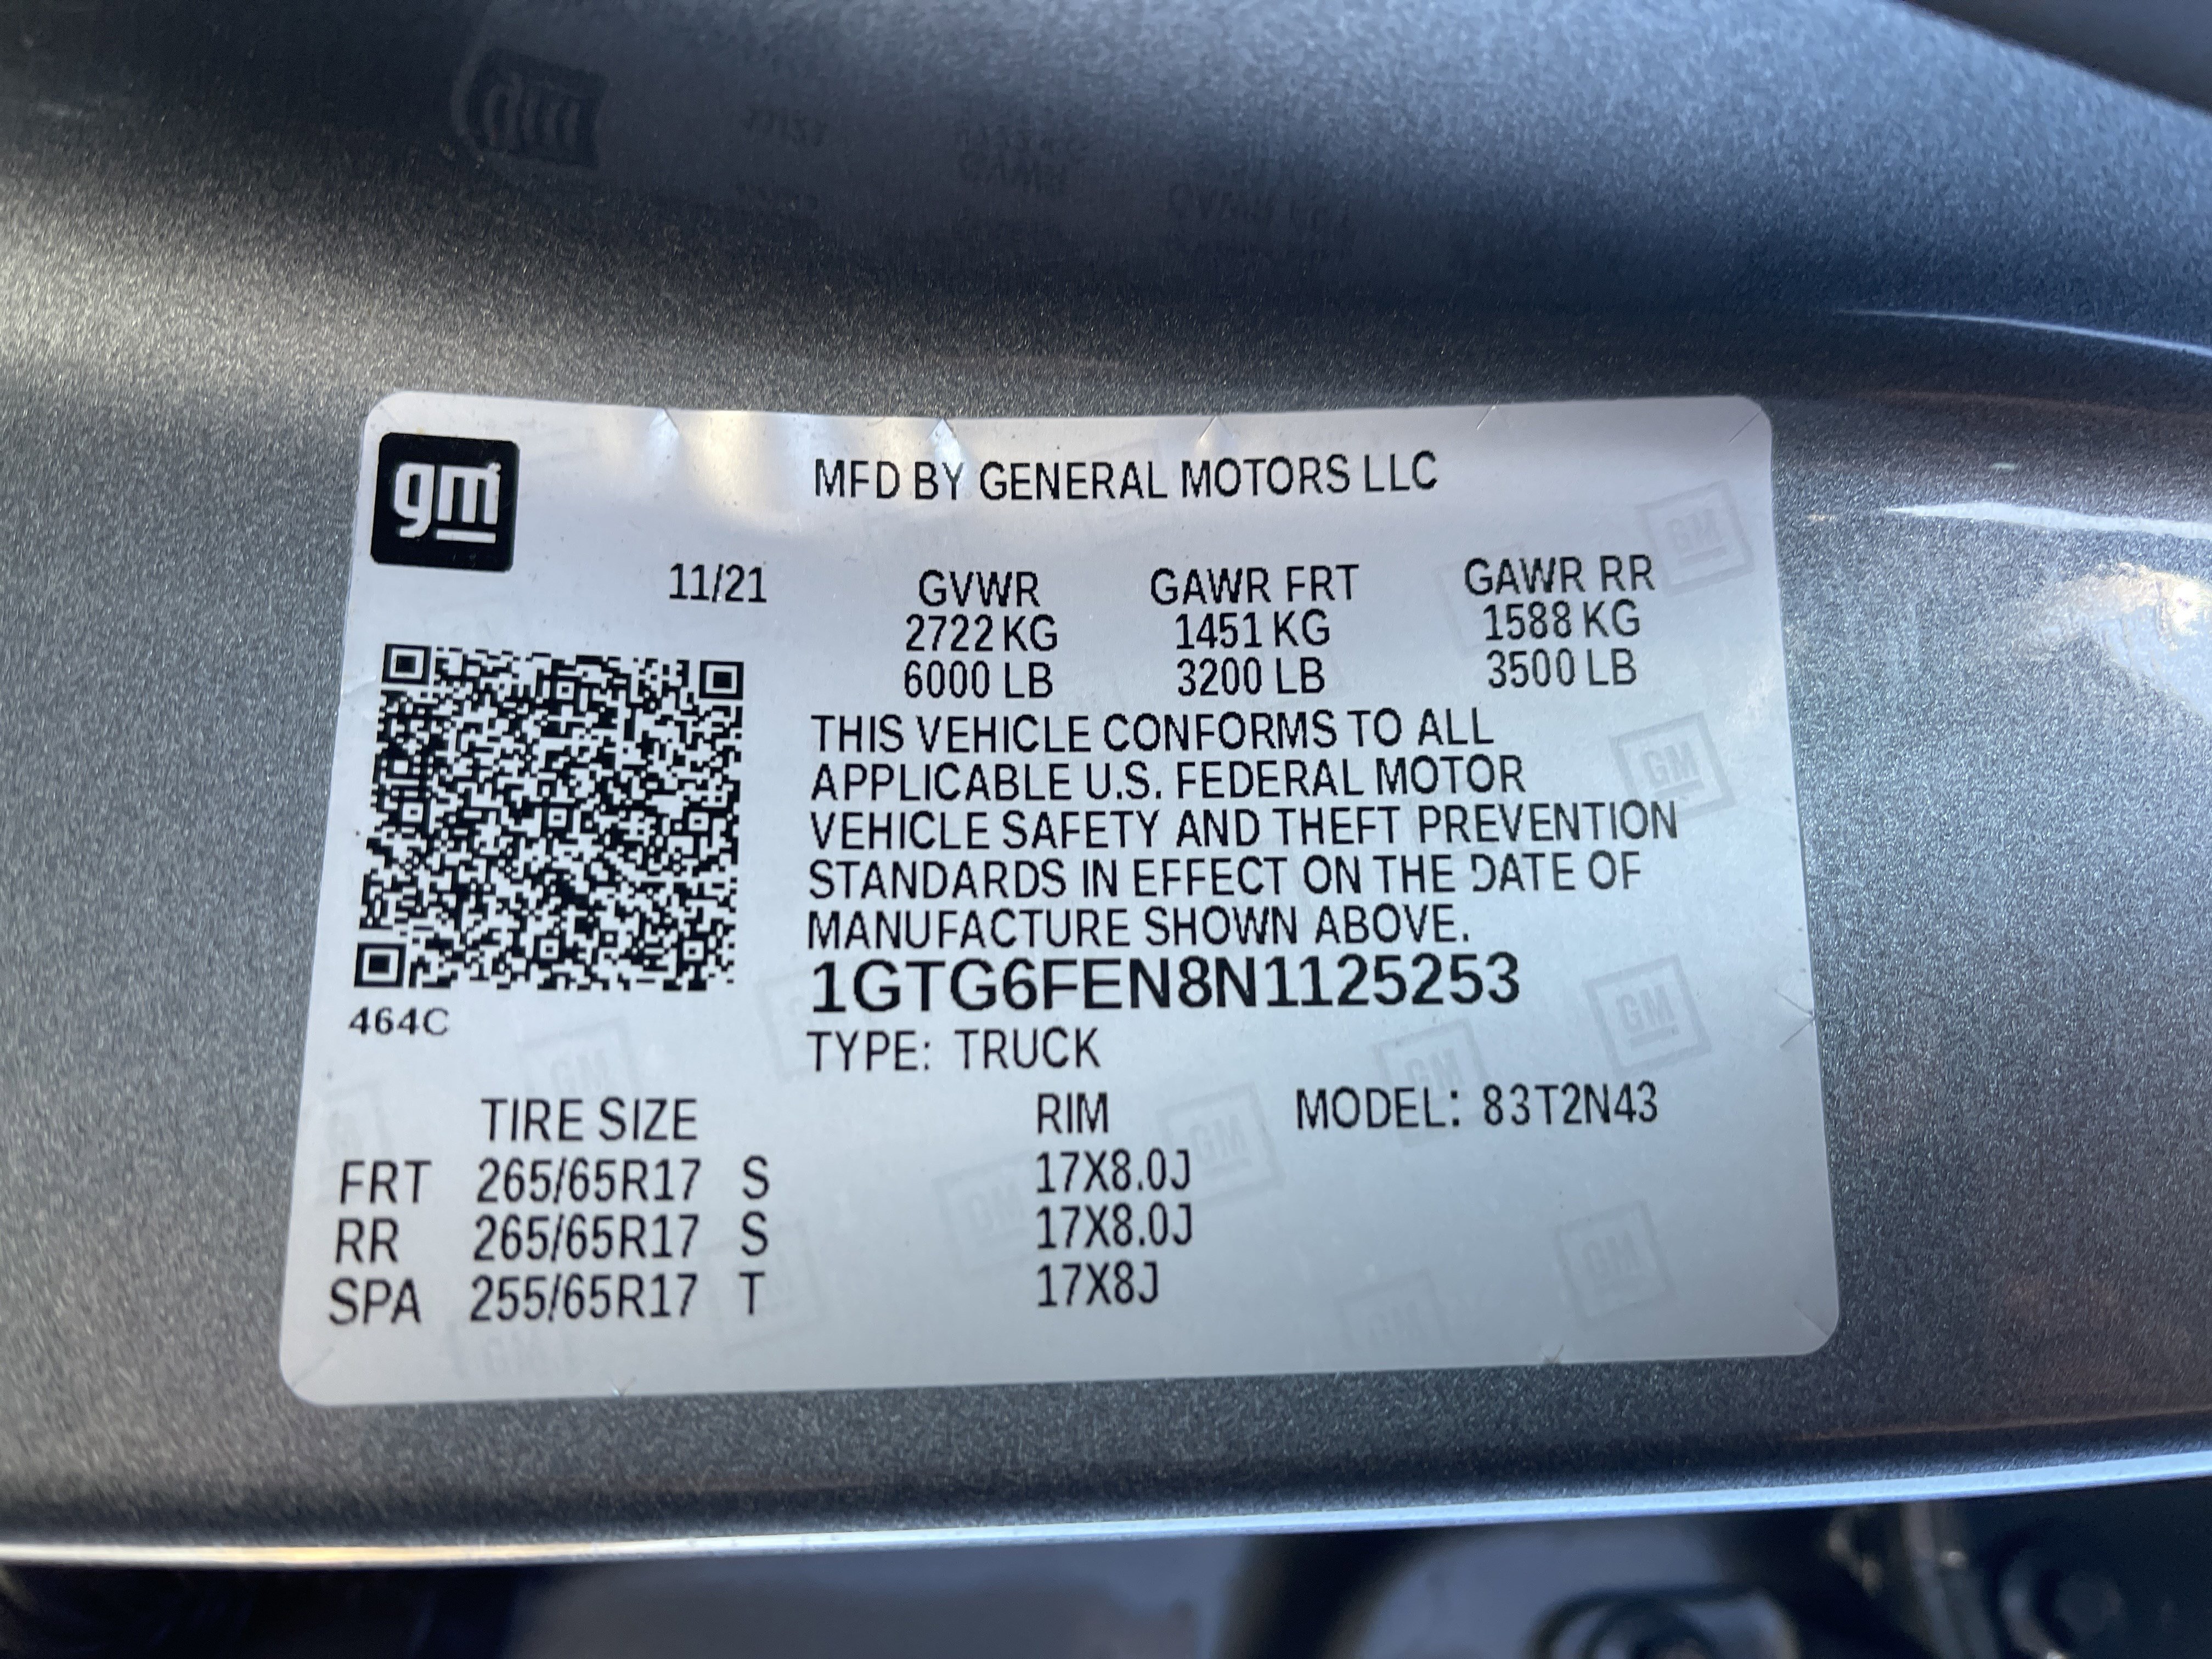 gm
MFD BY GENERAL MOTORS LLC
11/21 GVWR GAWR FRT GAWR RR
2722 KG 1451 KG 1588 KG
6000 LB 3200 LB 3500 LB
THIS VEHICLE CONFORMS TO ALL
APPLICABLE U.S. FEDERAL MOTOR
VEHICLE SAFETY AND THEFT PREVENTION
STANDARDS IN EFFECT ON THE DATE OF
MANUFACTURE SHOWN ABOVE.
1GTG6FEN8N1125253
464C
TYPE: TRUCK
TIRE SIZE RIM MODEL: 83T2N43
FRT 265/65R17 S 17X8.0J
RR 265/65R17 S 17X8.0J
SPA 255/65R17 T 17X8J